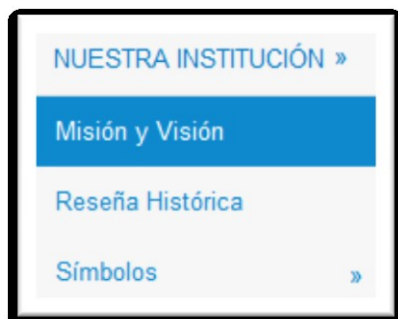 NUESTRA INSTITUCIÓN »
Misión y Visión
Reseña Histórica
Símbolos »